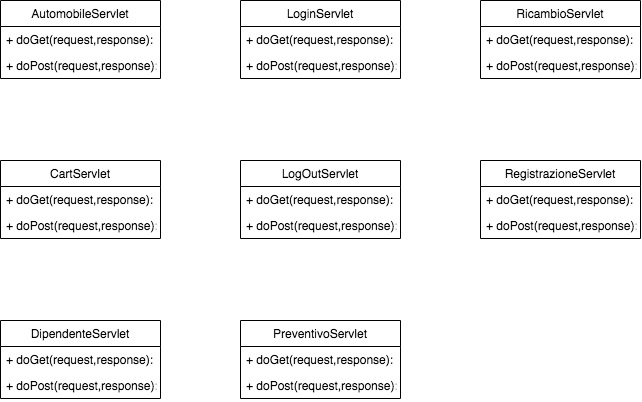 AutomobileServlet
+ doGet(request,response):
+ doPost(request,response):
LoginServlet
+ doGet(request,response):
+ doPost(request,response):
RicambioServlet
+ doGet(request,response):
+ doPost(request,response):
CartServlet
+ doGet(request,response):
+ doPost(request,response):
LogOutServlet
+ doGet(request,response):
+ doPost(request,response):
RegistrazioneServlet
+ doGet(request,response):
+ doPost(request,response):
DipendenteServlet
+ doGet(request,response):
+ doPost(request,response):
PreventivoServlet
+ doGet(request,response):
+ doPost(request,response):